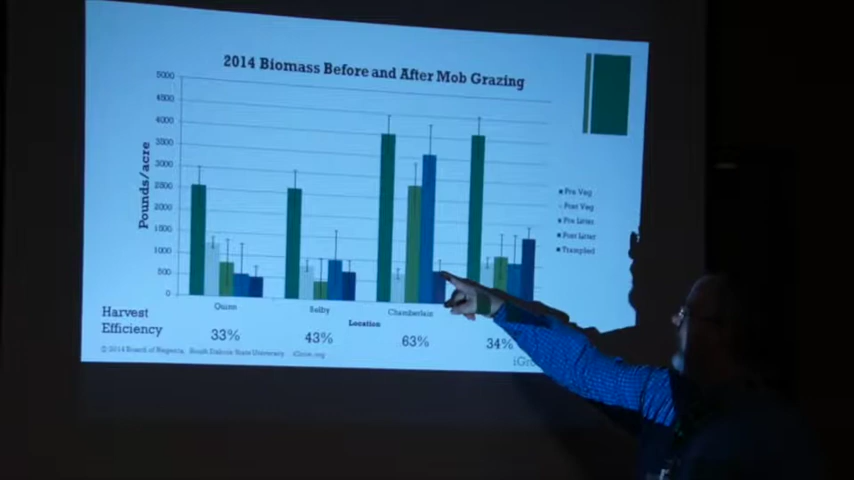 2014 Biomass Before and After Mob Grazing
5000
4500
4000
3500
3000
2500
2000
1500
1000
500
0
Pounds/acre
Pre Veg
Post Veg
Pre Litter
Post Litter
Trampled
Quinn
Selby
Chamberlain
Location
Harvest
Efficiency
33%
43%
63%
34%
© 2014 Board of Regents, South Dakota State University iGrow.org
iGro